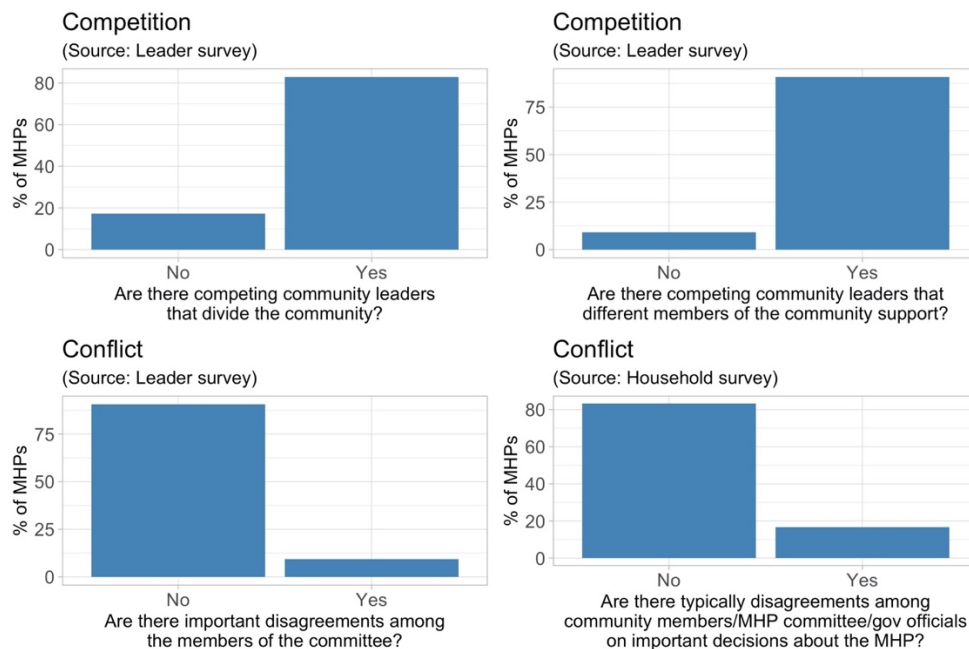 Competition
(Source: Leader survey)
% of MHPs
80
60
40
20
0
No Yes
Are there competing community leaders
that divide the community?
Competition
(Source: Leader survey)
% of MHPs
75
50
25
0
No Yes
Are there competing community leaders that
different members of the community support?
Conflict
(Source: Leader survey)
% of MHPs
75
50
25
0
No Yes
Are there important disagreements among
the members of the committee?
Conflict
(Source: Household survey)
% of MHPs
80
60
40
20
0
No Yes
Are there typically disagreements among
community members/MHP committee/gov officials
on important decisions about the MHP?